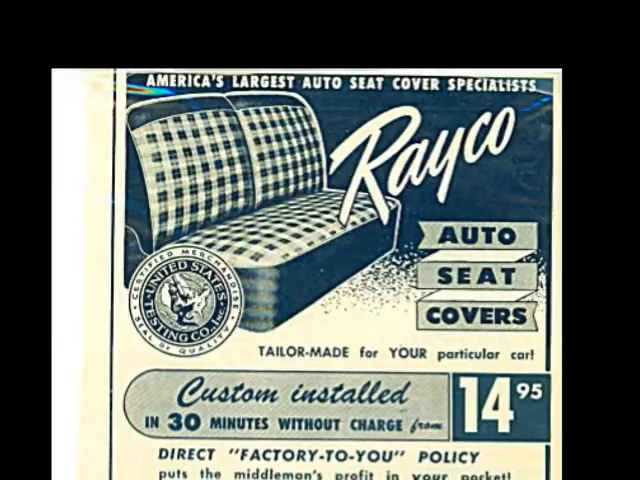 AMERICA'S LARGEST AUTO SEAT COVER SPECIALISTS
Rayco
AUTO
SEAT
COVERS
CERTIFIED MERCHANDISE
UNITED STATES
TESTING CO., INC.
SEAL OF QUALITY
TAILOR-MADE for YOUR particular car!
Custom installed
IN 30 MINUTES WITHOUT CHARGE from
14 95
DIRECT "FACTORY-TO-YOU" POLICY
puts the middleman's profit in your pocket!